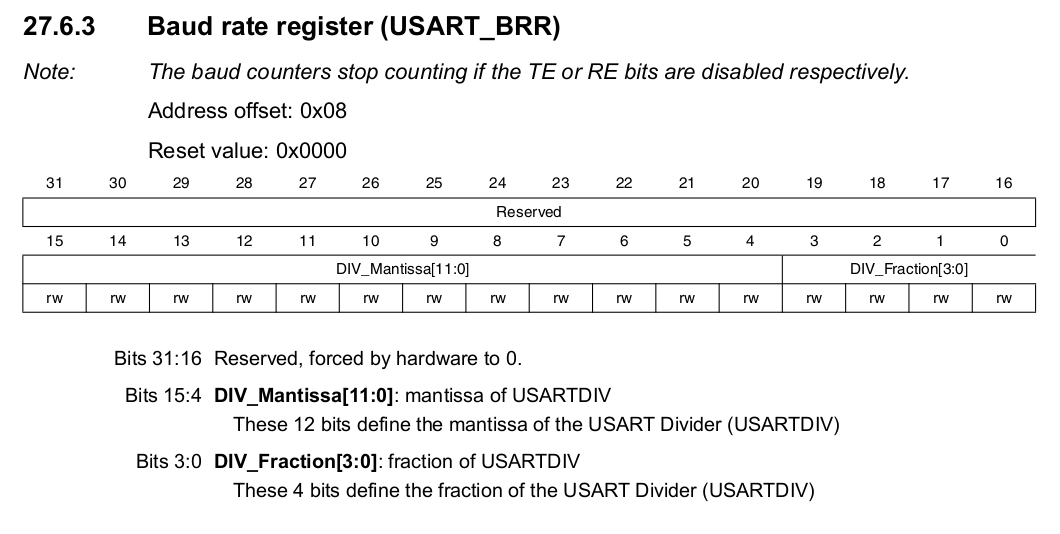 27.6.3 Baud rate register (USART_BRR)
Note: The baud counters stop counting if the TE or RE bits are disabled respectively.
Address offset: 0x08
Reset value: 0x0000
31 30 29 28 27 26 25 24 23 22 21 20 19 18 17 16
Reserved
15 14 13 12 11 10 9 8 7 6 5 4 3 2 1 0
DIV_Mantissa[11:0] DIV_Fraction[3:0]
rw rw rw rw rw rw rw rw rw rw rw rw rw rw rw rw
Bits 31:16 Reserved, forced by hardware to 0.
Bits 15:4 DIV_Mantissa[11:0]: mantissa of USARTDIV
These 12 bits define the mantissa of the USART Divider (USARTDIV)
Bits 3:0 DIV_Fraction[3:0]: fraction of USARTDIV
These 4 bits define the fraction of the USART Divider (USARTDIV)